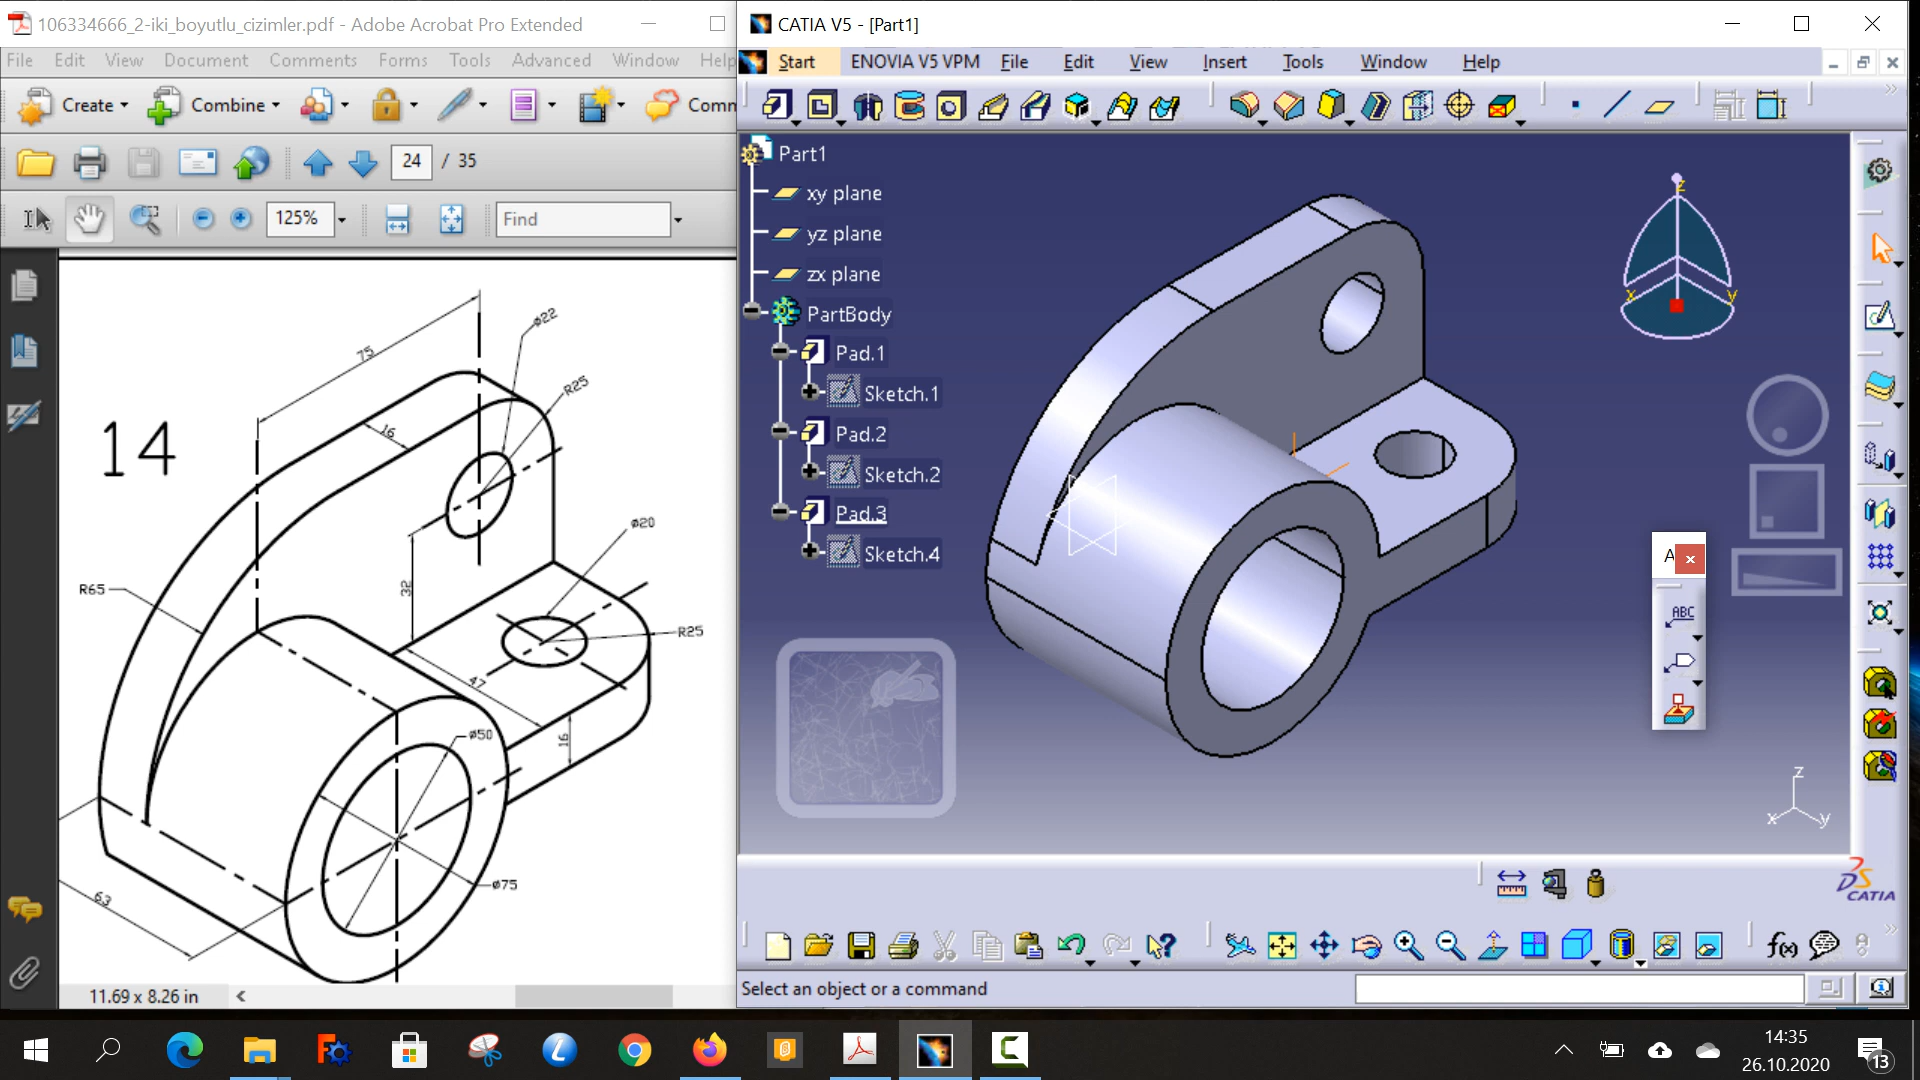 106334666_2-iki_boyutlu_cizimler.pdf - Adobe Acrobat Pro Extended
File Edit View Document Comments Forms Tools Advanced Window Help
Create Combine Comm
24 / 35
125% Find
75
ø22
R25
16
14
ø20
32
R65
R25
47
ø50
16
ø75
63
11.69 x 8.26 in
CATIA V5 - [Part1]
Start ENOVIA V5 VPM File Edit View Insert Tools Window Help
Part1
xy plane
yz plane
zx plane
PartBody
Pad.1
Sketch.1
Pad.2
Sketch.2
Pad.3
Sketch.4
z
x y
A
ABC
z
x y
CATIA
f(x)
Select an object or a command
14:35
26.10.2020
13